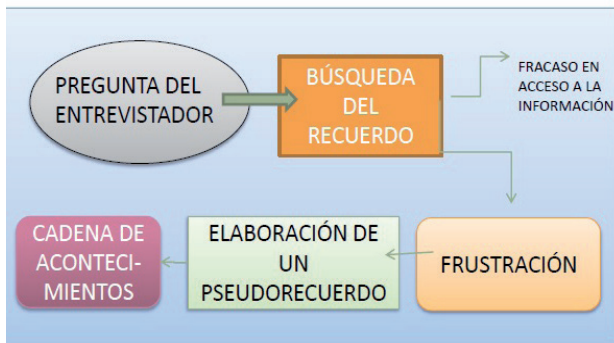 PREGUNTA DEL
ENTREVISTADOR
BÚSQUEDA
DEL
RECUERDO
FRACASO EN
ACCESO A LA
INFORMACIÓN
CADENA DE
ACONTECI-
MIENTOS
ELABORACIÓN DE
UN
PSEUDORECUERDO
FRUSTRACIÓN